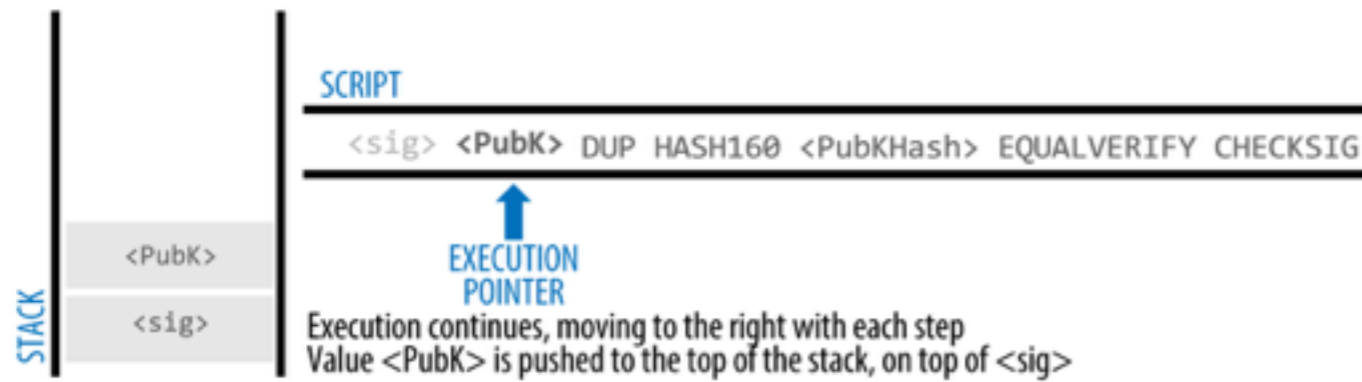 SCRIPT
<sig> <PubK> DUP HASH160 <PubKHash> EQUALVERIFY CHECKSIG
<PubK>
<sig>
STACK
EXECUTION
POINTER
Execution continues, moving to the right with each step
Value <PubK> is pushed to the top of the stack, on top of <sig>